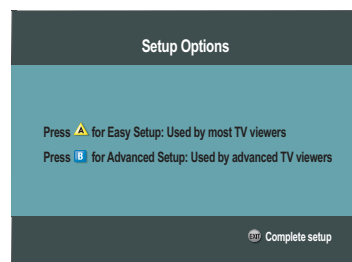 Setup Options
Press A for Easy Setup: Used by most TV viewers
Press B for Advanced Setup: Used by advanced TV viewers
EXIT Complete setup